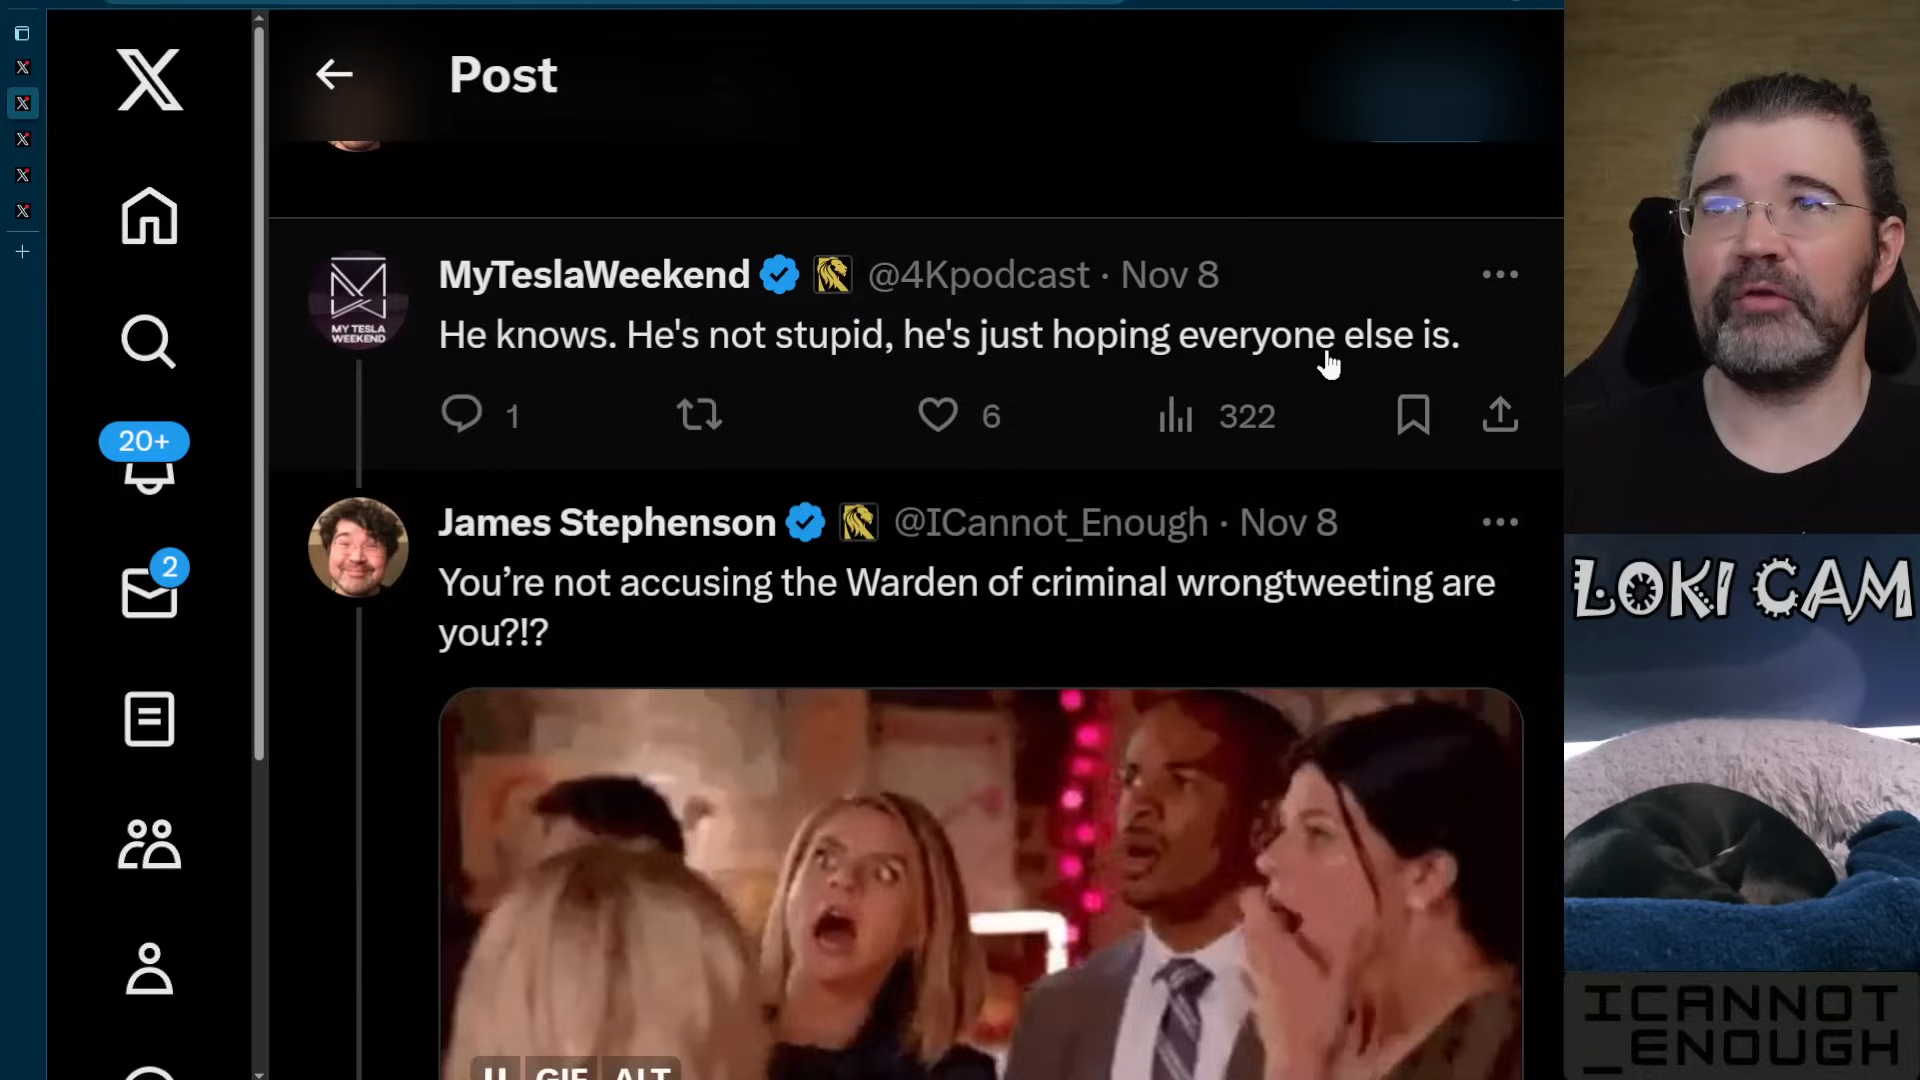 Post
MyTeslaWeekend @4Kpodcast · Nov 8
He knows. He's not stupid, he's just hoping everyone else is.
MY TESLA
WEEKEND
1 6 322
20+
James Stephenson @ICannot_Enough · Nov 8
You’re not accusing the Warden of criminal wrongtweeting are
you?!?
2
GIF ALT
LOKI CAM
ICANNOT
_ENOUGH